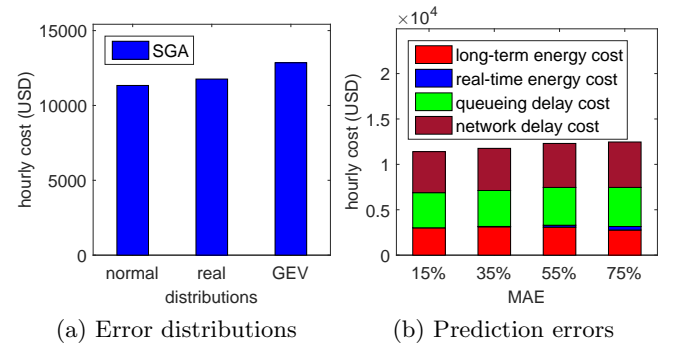 SGA
15000
10000
5000
0
hourly cost (USD)
normal real GEV
distributions
(a) Error distributions
×10⁴
long-term energy cost
real-time energy cost
queueing delay cost
network delay cost
2
1.5
1
0.5
0
hourly cost (USD)
15% 35% 55% 75%
MAE
(b) Prediction errors